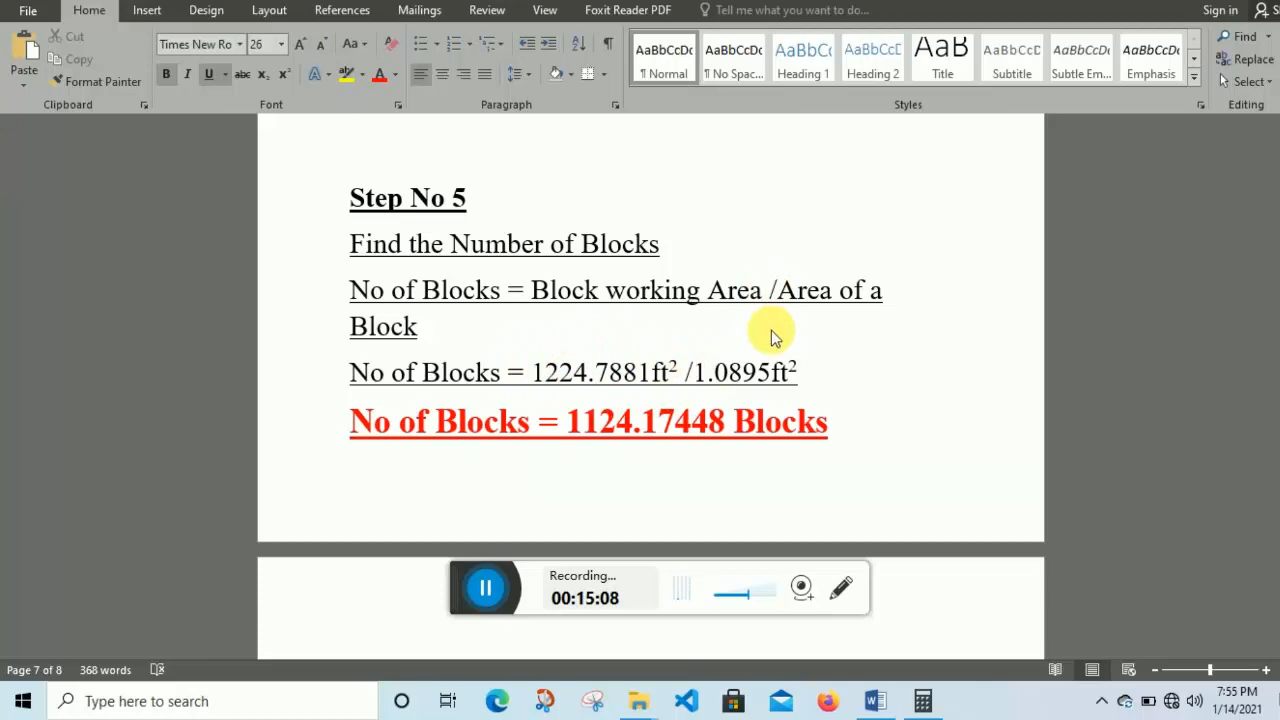 File Home Insert Design Layout References Mailings Review View Foxit Reader PDF Tell me what you want to do... Sign in S
Paste
Cut
Copy
Format Painter
Clipboard
Times New Ro 26
Font
Paragraph
AaBbCcDc AaBbCcDc AaBbCc AaBbCcD AaB AaBbCcD AaBbCcDc AaBbCcDc
¶ Normal ¶ No Spac... Heading 1 Heading 2 Title Subtitle Subtle Em... Emphasis
Styles
Find
Replace
Select
Editing
Step No 5
Find the Number of Blocks
No of Blocks = Block working Area /Area of a
Block
No of Blocks = 1224.7881ft² /1.0895ft²
No of Blocks = 1124.17448 Blocks
Recording...
00:15:08
Page 7 of 8 368 words
Type here to search
7:55 PM
1/14/2021